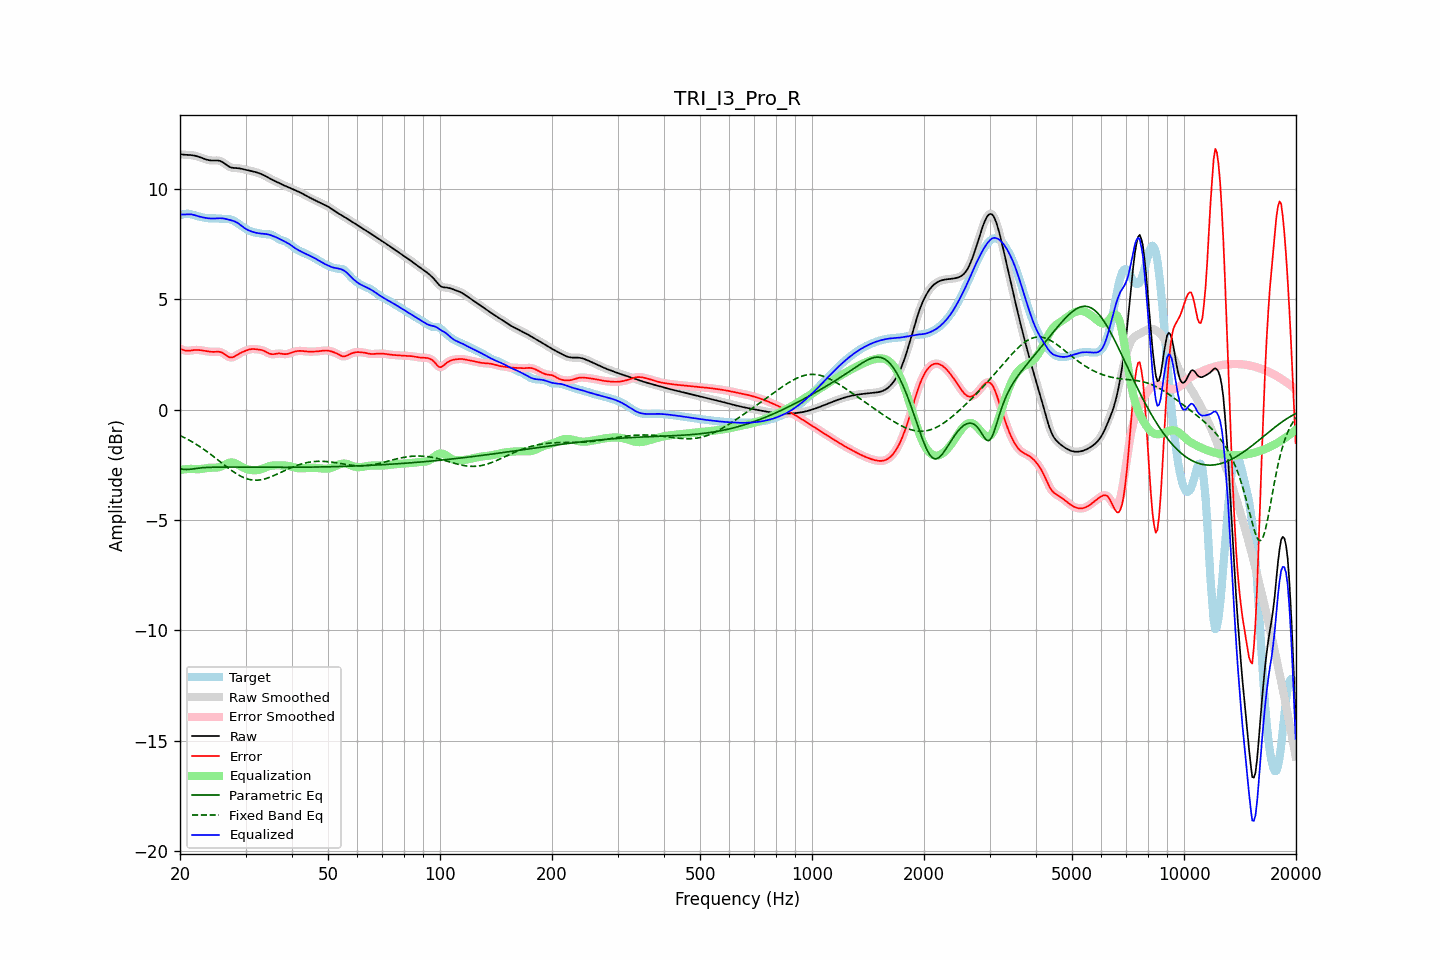 TRI_I3_Pro_R
Amplitude (dBr)
10
5
0
−5
−10
−15
−20
Target
Raw Smoothed
Error Smoothed
Raw
Error
Equalization
Parametric Eq
Fixed Band Eq
Equalized
20 50 100 200 500 1000 2000 5000 10000 20000
Frequency (Hz)